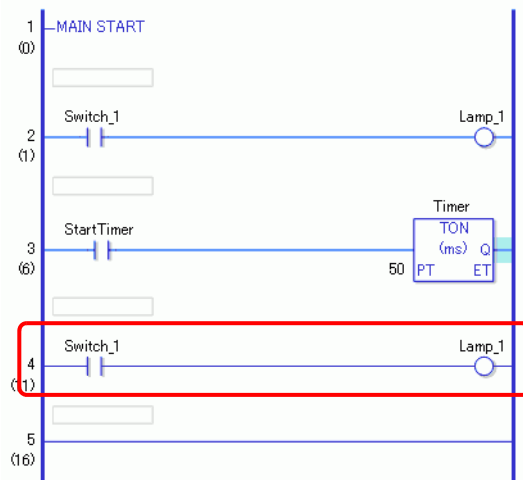 1 MAIN START
(0)
Switch_1 Lamp_1
2
(1)
Timer
StartTimer TON
3 (ms) Q
(6) 50 PT ET
Switch_1 Lamp_1
4
(11)
5
(16)